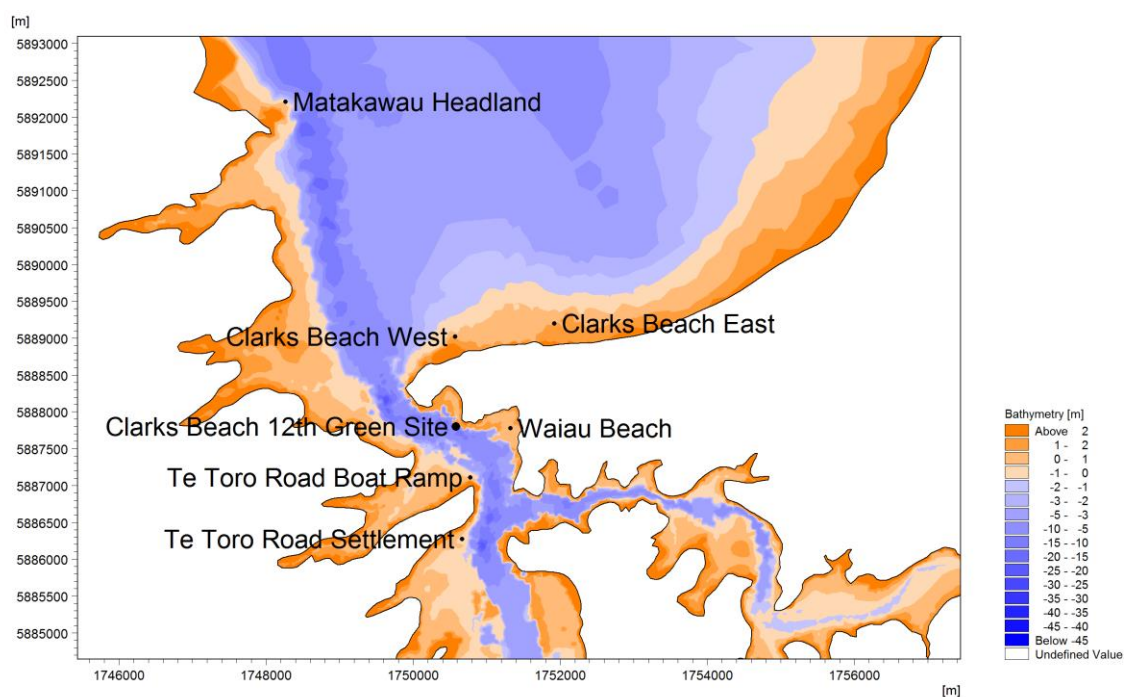 [m]
5893000
5892500
5892000
5891500
5891000
5890500
5890000
5889500
5889000
5888500
5888000
5887500
5887000
5886500
5886000
5885500
5885000
Matakawau Headland
Clarks Beach West
Clarks Beach East
Clarks Beach 12th Green Site
Waiau Beach
Te Toro Road Boat Ramp
Te Toro Road Settlement
1746000 1748000 1750000 1752000 1754000 1756000
[m]
Bathymetry [m]
Above 2
1 - 2
0 - 1
-1 - 0
-2 - -1
-3 - -2
-5 - -3
-10 - -5
-15 - -10
-20 - -15
-25 - -20
-30 - -25
-35 - -30
-40 - -35
-45 - -40
Below -45
Undefined Value